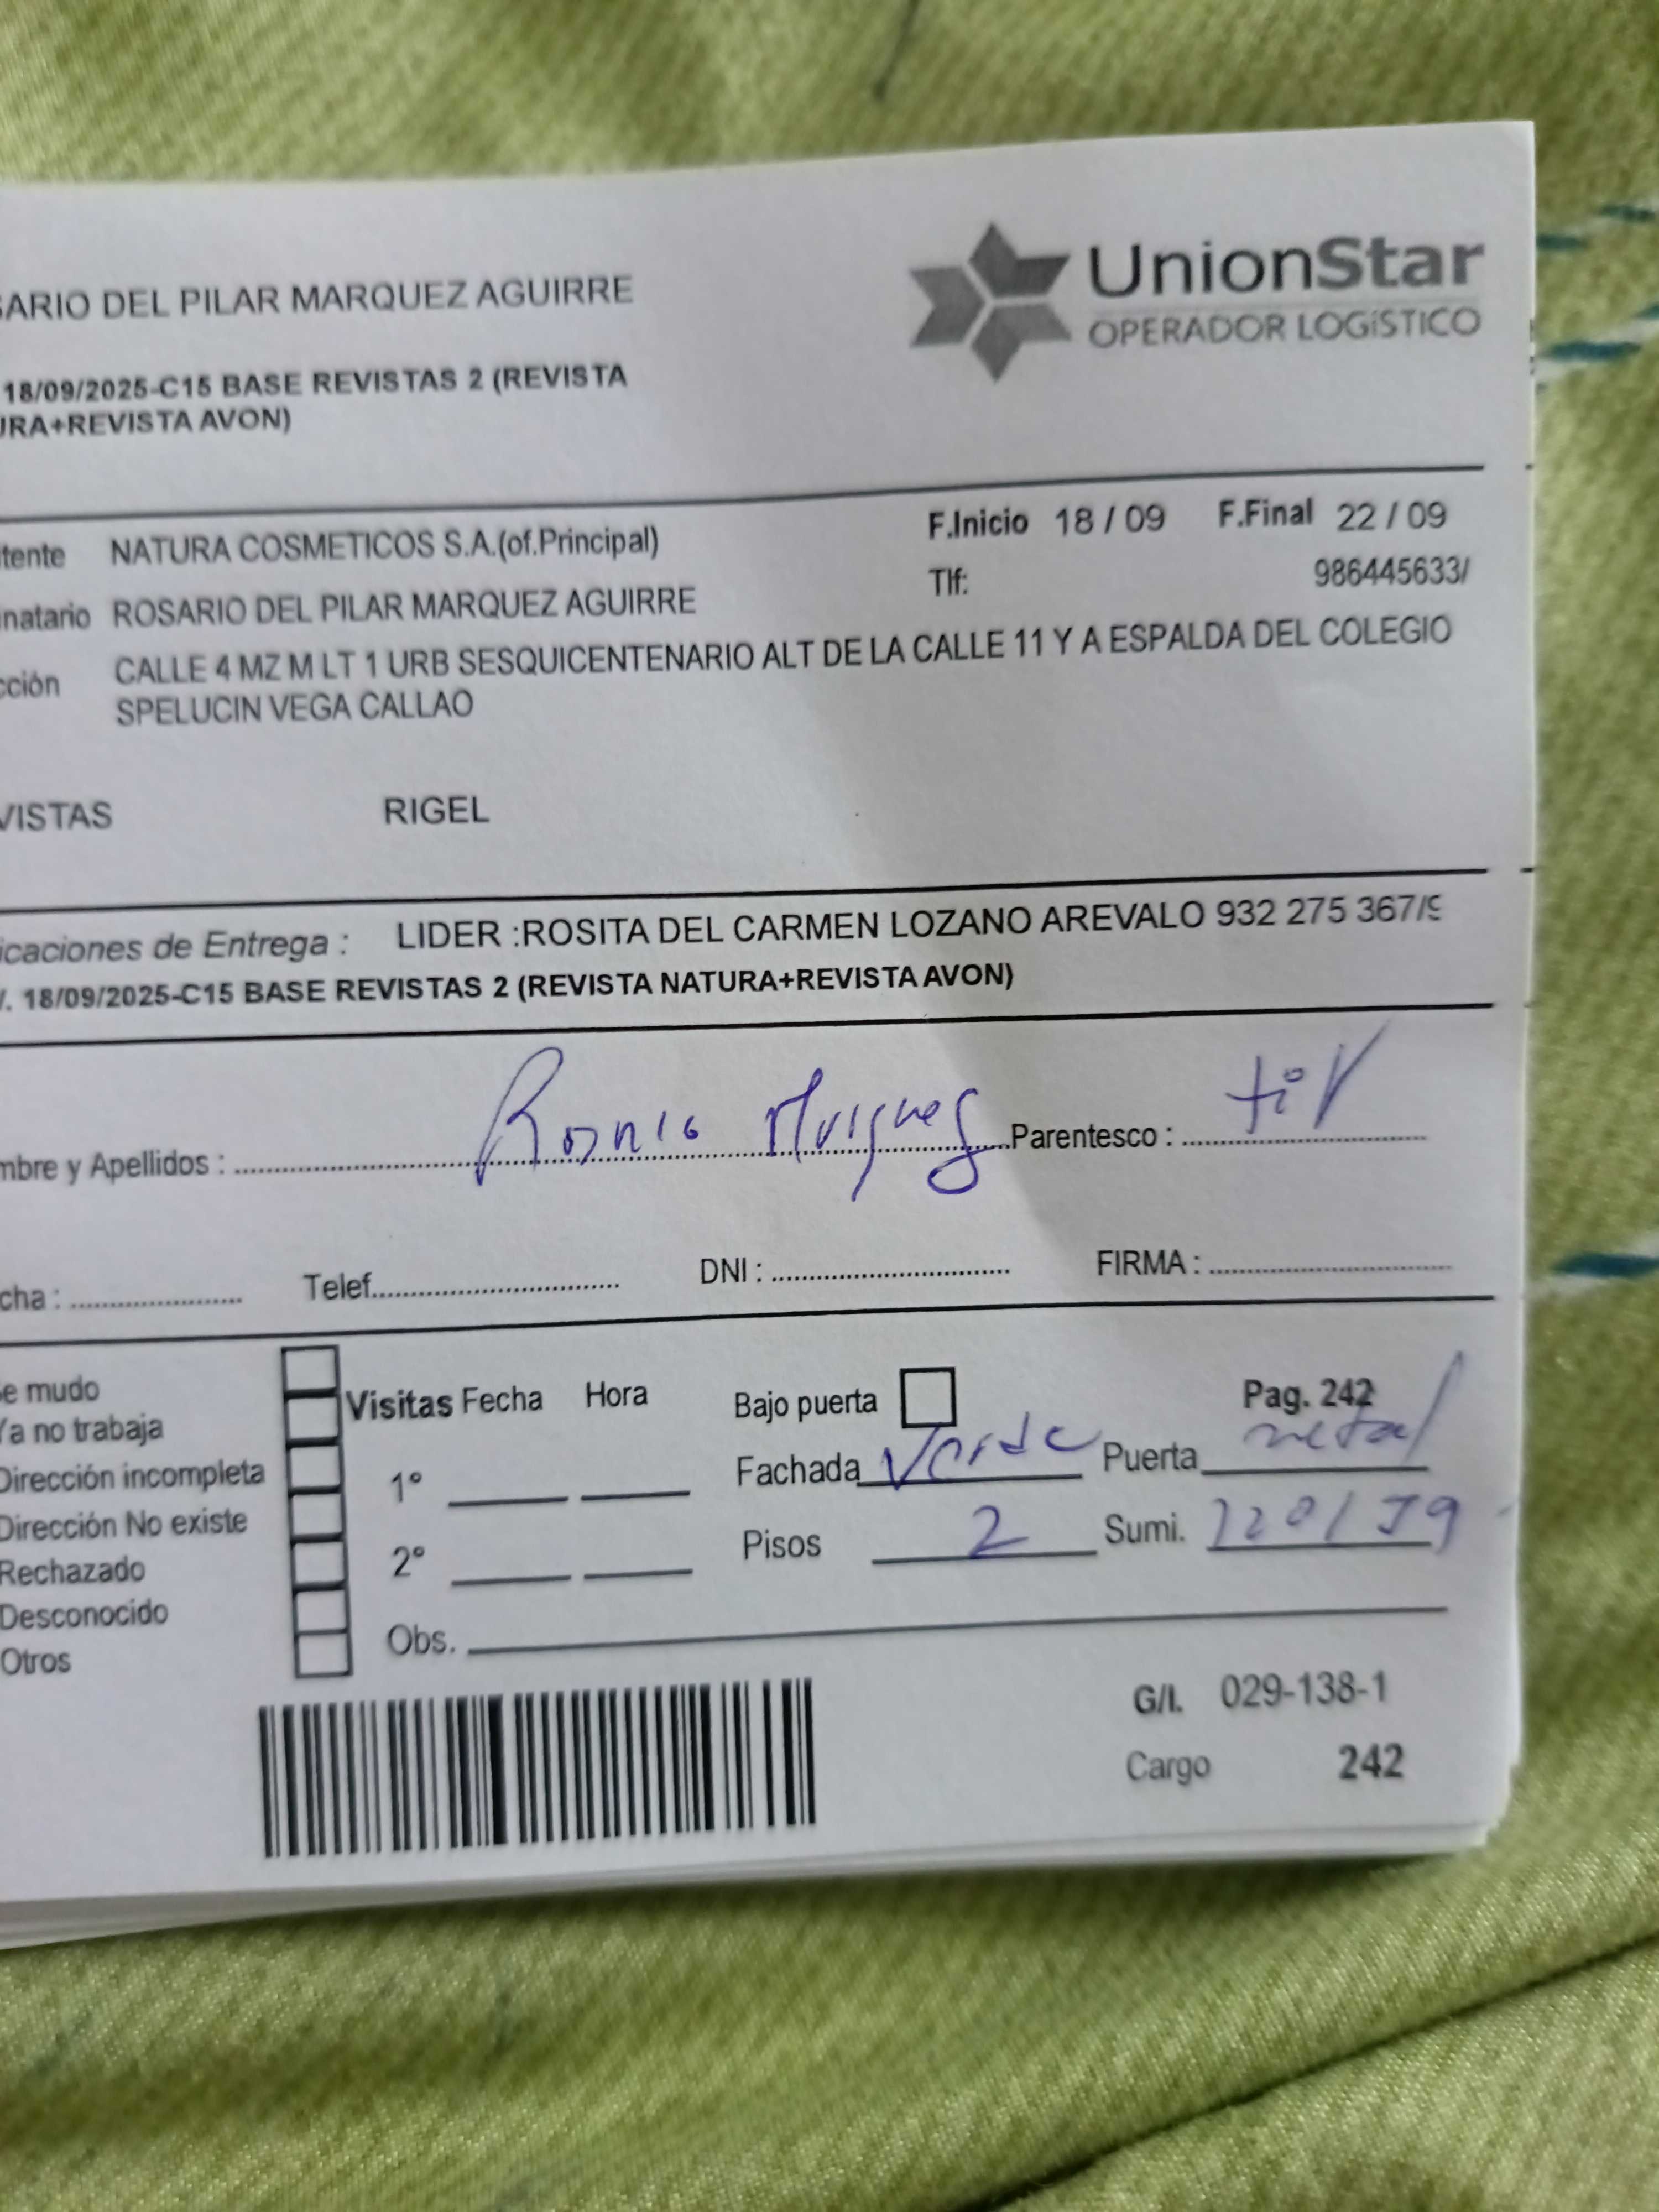 UnionStar
OPERADOR LOGÍSTICO
SARIO DEL PILAR MARQUEZ AGUIRRE
18/09/2025-C15 BASE REVISTAS 2 (REVISTA
URA+REVISTA AVON)
tente NATURA COSMETICOS S.A.(of.Principal) F.Inicio 18 / 09 F.Final 22 / 09
inatario ROSARIO DEL PILAR MARQUEZ AGUIRRE Tlf: 986445633/
cción CALLE 4 MZ M LT 1 URB SESQUICENTENARIO ALT DE LA CALLE 11 Y A ESPALDA DEL COLEGIO
SPELUCIN VEGA CALLAO
VISTAS RIGEL
icaciones de Entrega : LIDER :ROSITA DEL CARMEN LOZANO AREVALO 932 275 367/9
/. 18/09/2025-C15 BASE REVISTAS 2 (REVISTA NATURA+REVISTA AVON)
mbre y Apellidos : Rosario Marquez Parentesco :
cha : Telef. DNI : FIRMA :
e mudo
Ya no trabaja
Dirección incompleta
Dirección No existe
Rechazado
Desconocido
Otros
Visitas Fecha Hora
1°
2°
Obs.
Bajo puerta Pag. 242
Fachada Verde Puerta metal
Pisos 2 Sumi.
G/I. 029-138-1
Cargo 242